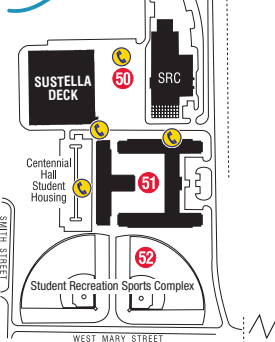 50
SUSTELLA
DECK
SRC
Centennial
Hall
Student
Housing
51
SMITH STREET
52
Student Recreation Sports Complex
WEST MARY STREET
N